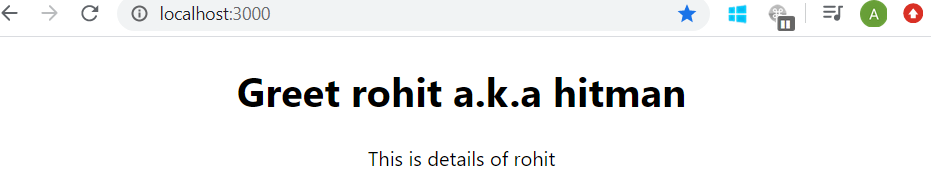 localhost:3000
A
Greet rohit a.k.a hitman
This is details of rohit